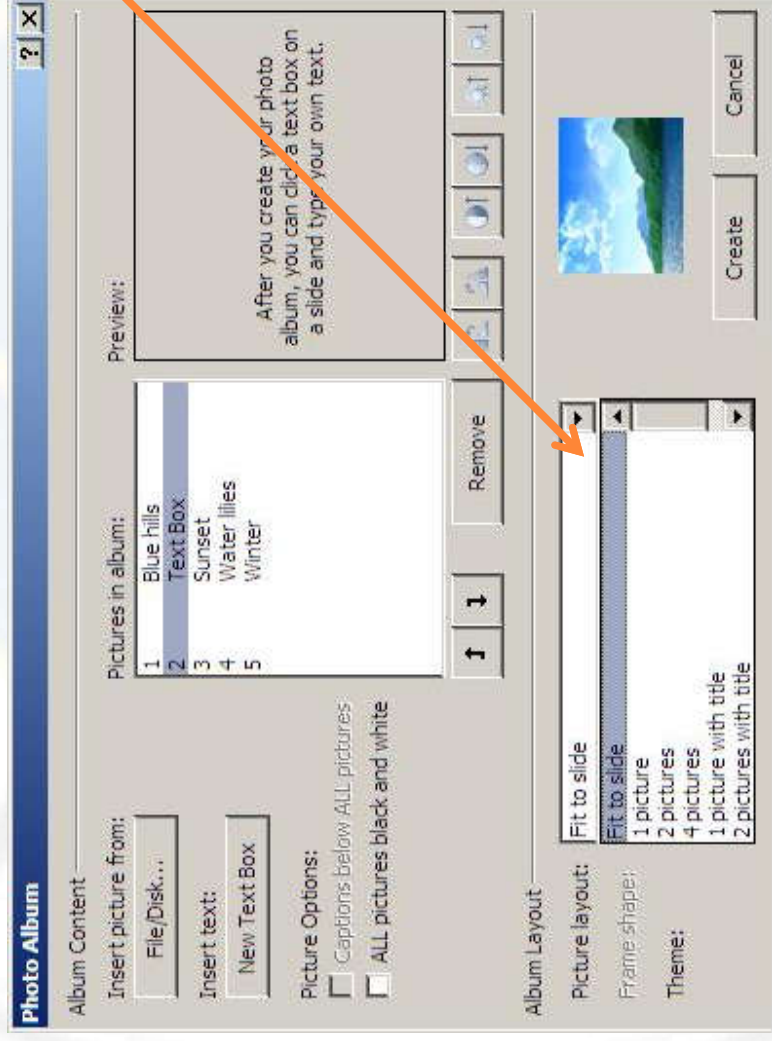 Photo Album
Album Content
Insert picture from:
File/Disk...
Insert text:
New Text Box
Picture Options:
Captions below ALL pictures
ALL pictures black and white
Pictures in album:
1 Blue hills
2 Text Box
3 Sunset
4 Water lilies
5 Winter
Remove
Preview:
After you create your photo
album, you can click a text box on
a slide and type your own text.
Album Layout
Picture layout:
Fit to slide
Frame shape:
Theme:
Fit to slide
1 picture
2 pictures
4 pictures
1 picture with title
2 pictures with title
Create
Cancel